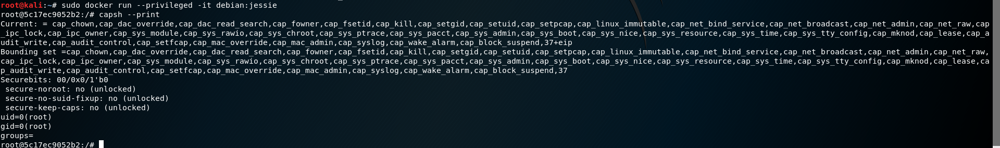 root@kali:~# sudo docker run --privileged -it debian:jessie
root@5c17ec9052b2:/# capsh --print
Current: = cap_chown,cap_dac_override,cap_dac_read_search,cap_fowner,cap_fsetid,cap_kill,cap_setgid,cap_setuid,cap_setpcap,cap_linux_immutable,cap_net_bind_service,cap_net_broadcast,cap_net_admin,cap_net_raw,cap
_ipc_lock,cap_ipc_owner,cap_sys_module,cap_sys_rawio,cap_sys_chroot,cap_sys_ptrace,cap_sys_pacct,cap_sys_admin,cap_sys_boot,cap_sys_nice,cap_sys_resource,cap_sys_time,cap_sys_tty_config,cap_mknod,cap_lease,cap_a
udit_write,cap_audit_control,cap_setfcap,cap_mac_override,cap_mac_admin,cap_syslog,cap_wake_alarm,cap_block_suspend,37+eip
Bounding set =cap_chown,cap_dac_override,cap_dac_read_search,cap_fowner,cap_fsetid,cap_kill,cap_setgid,cap_setuid,cap_setpcap,cap_linux_immutable,cap_net_bind_service,cap_net_broadcast,cap_net_admin,cap_net_raw,
cap_ipc_lock,cap_ipc_owner,cap_sys_module,cap_sys_rawio,cap_sys_chroot,cap_sys_ptrace,cap_sys_pacct,cap_sys_admin,cap_sys_boot,cap_sys_nice,cap_sys_resource,cap_sys_time,cap_sys_tty_config,cap_mknod,cap_lease,ca
p_audit_write,cap_audit_control,cap_setfcap,cap_mac_override,cap_mac_admin,cap_syslog,cap_wake_alarm,cap_block_suspend,37
Securebits: 00/0x0/1'b0
 secure-noroot: no (unlocked)
 secure-no-suid-fixup: no (unlocked)
 secure-keep-caps: no (unlocked)
uid=0(root)
gid=0(root)
groups=
root@5c17ec9052b2:/#